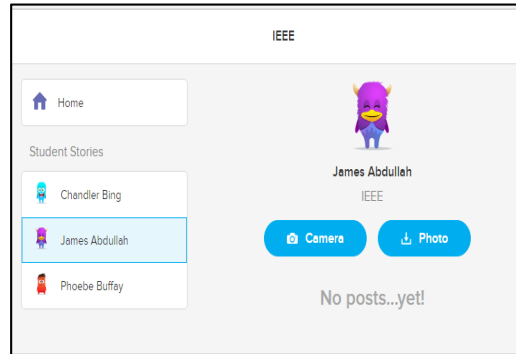 IEEE
Home
Student Stories
Chandler Bing
James Abdullah
Phoebe Buffay
James Abdullah
IEEE
Camera
Photo
No posts...yet!